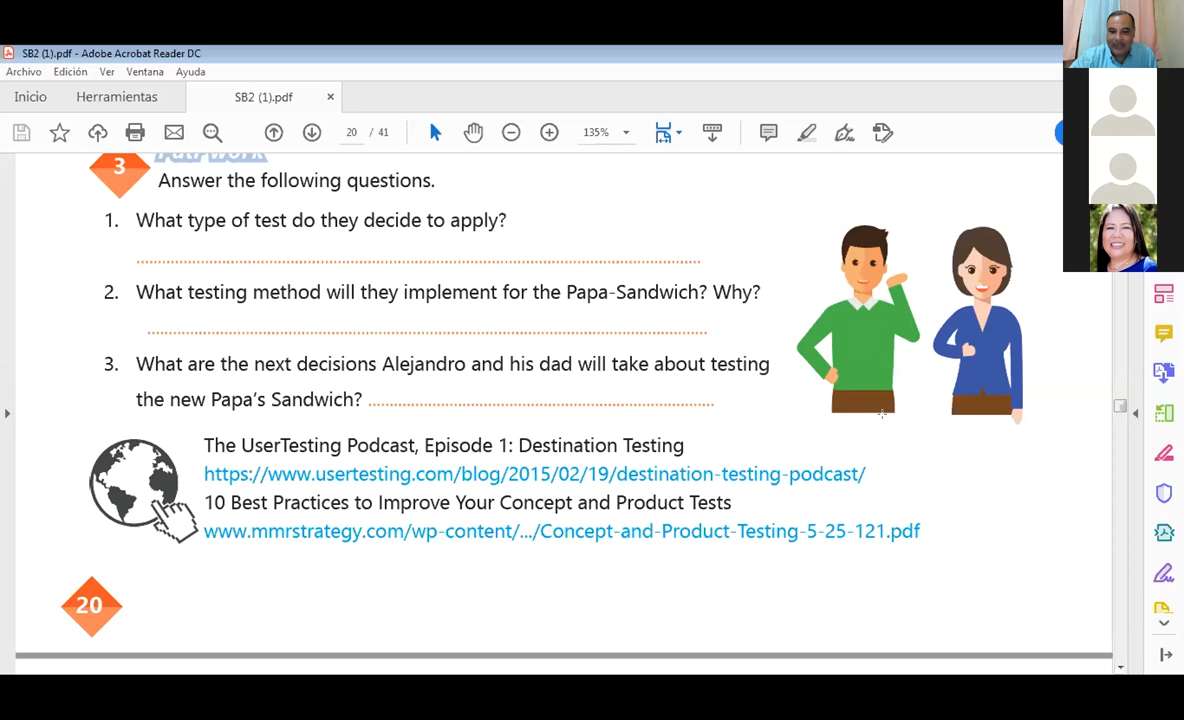 SB2 (1).pdf - Adobe Acrobat Reader DC
Archivo Edición Ver Ventana Ayuda
Inicio Herramientas SB2 (1).pdf ×
20 / 41 135%
3 Pair work
Answer the following questions.
1. What type of test do they decide to apply?
2. What testing method will they implement for the Papa-Sandwich? Why?
3. What are the next decisions Alejandro and his dad will take about testing
the new Papa's Sandwich?
The UserTesting Podcast, Episode 1: Destination Testing
https://www.usertesting.com/blog/2015/02/19/destination-testing-podcast/
10 Best Practices to Improve Your Concept and Product Tests
www.mmrstrategy.com/wp-content/.../Concept-and-Product-Testing-5-25-121.pdf
20